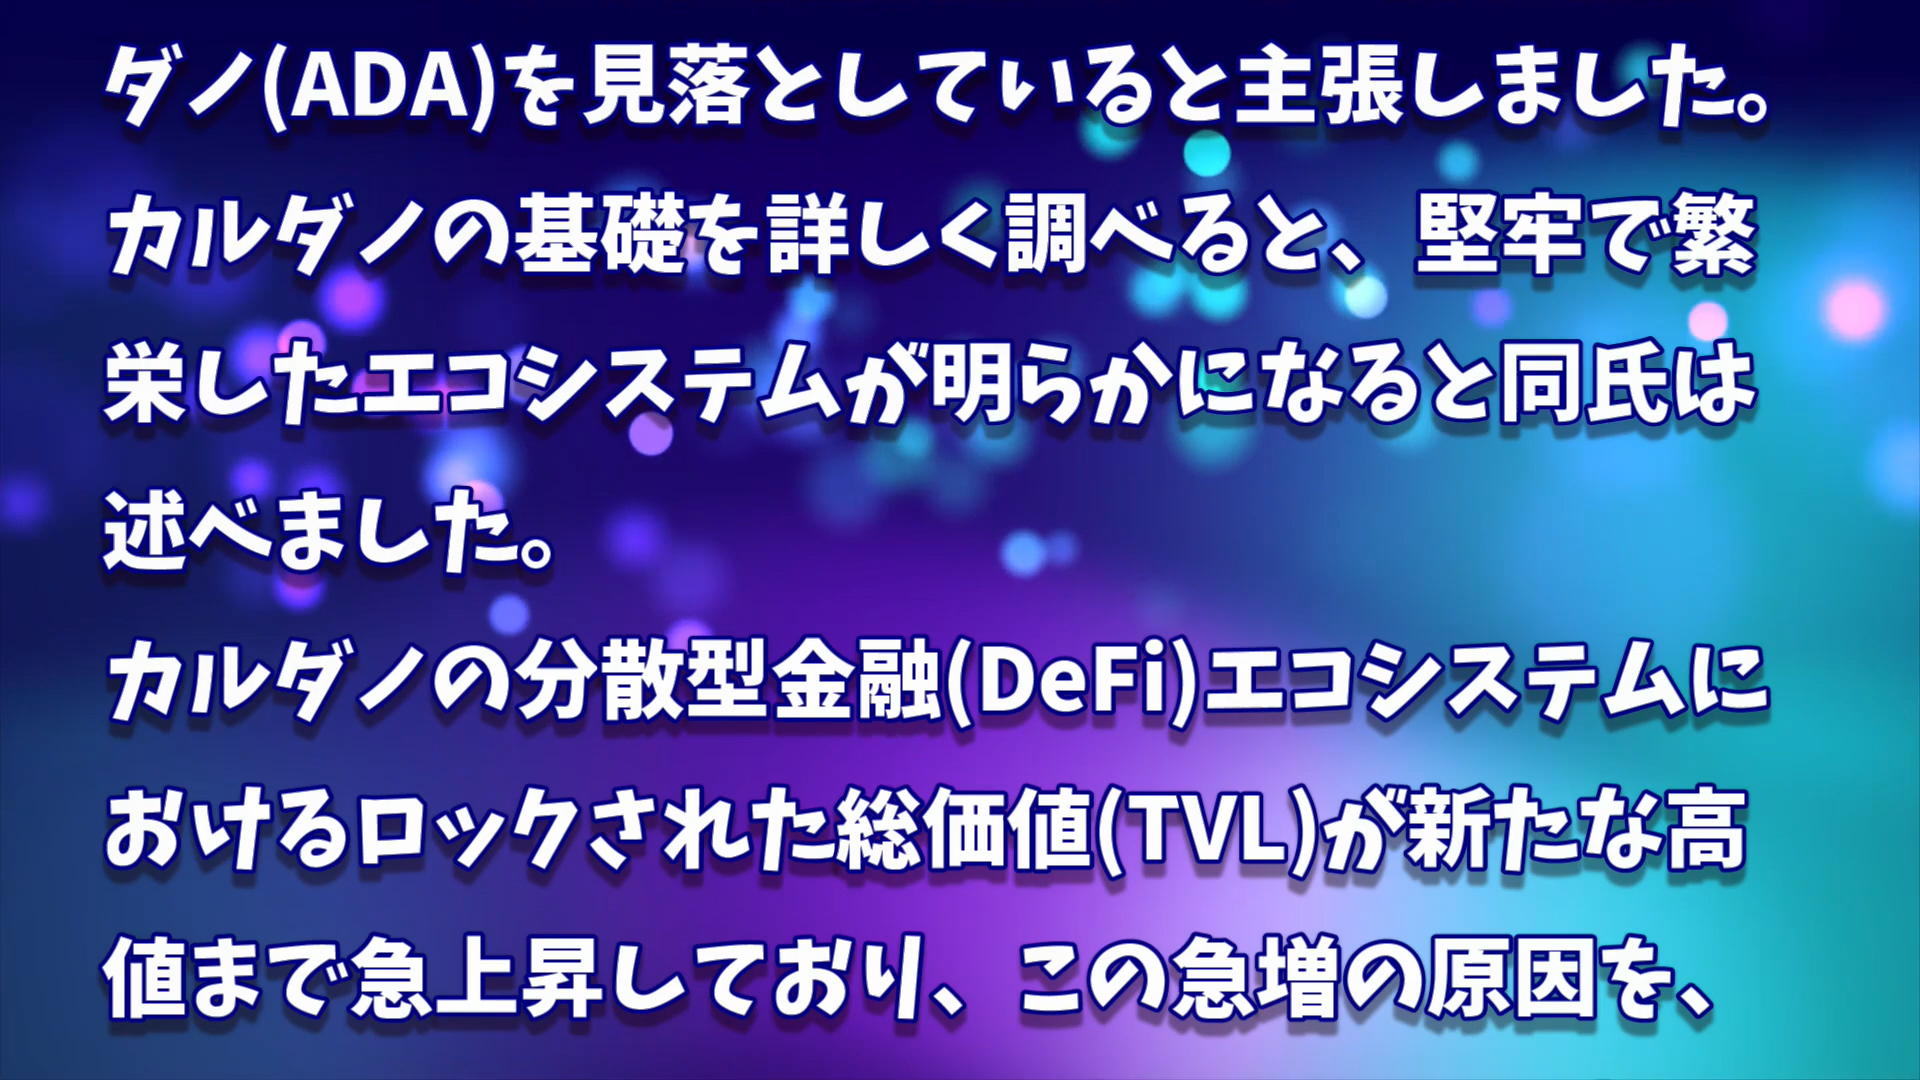 ダノ(ADA)を見落としていると主張しました。
カルダノの基礎を詳しく調べると、堅牢で繁
栄したエコシステムが明らかになると同氏は
述べました。
カルダノの分散型金融(DeFi)エコシステムに
おけるロックされた総価値(TVL)が新たな高
値まで急上昇しており、この急増の原因を、